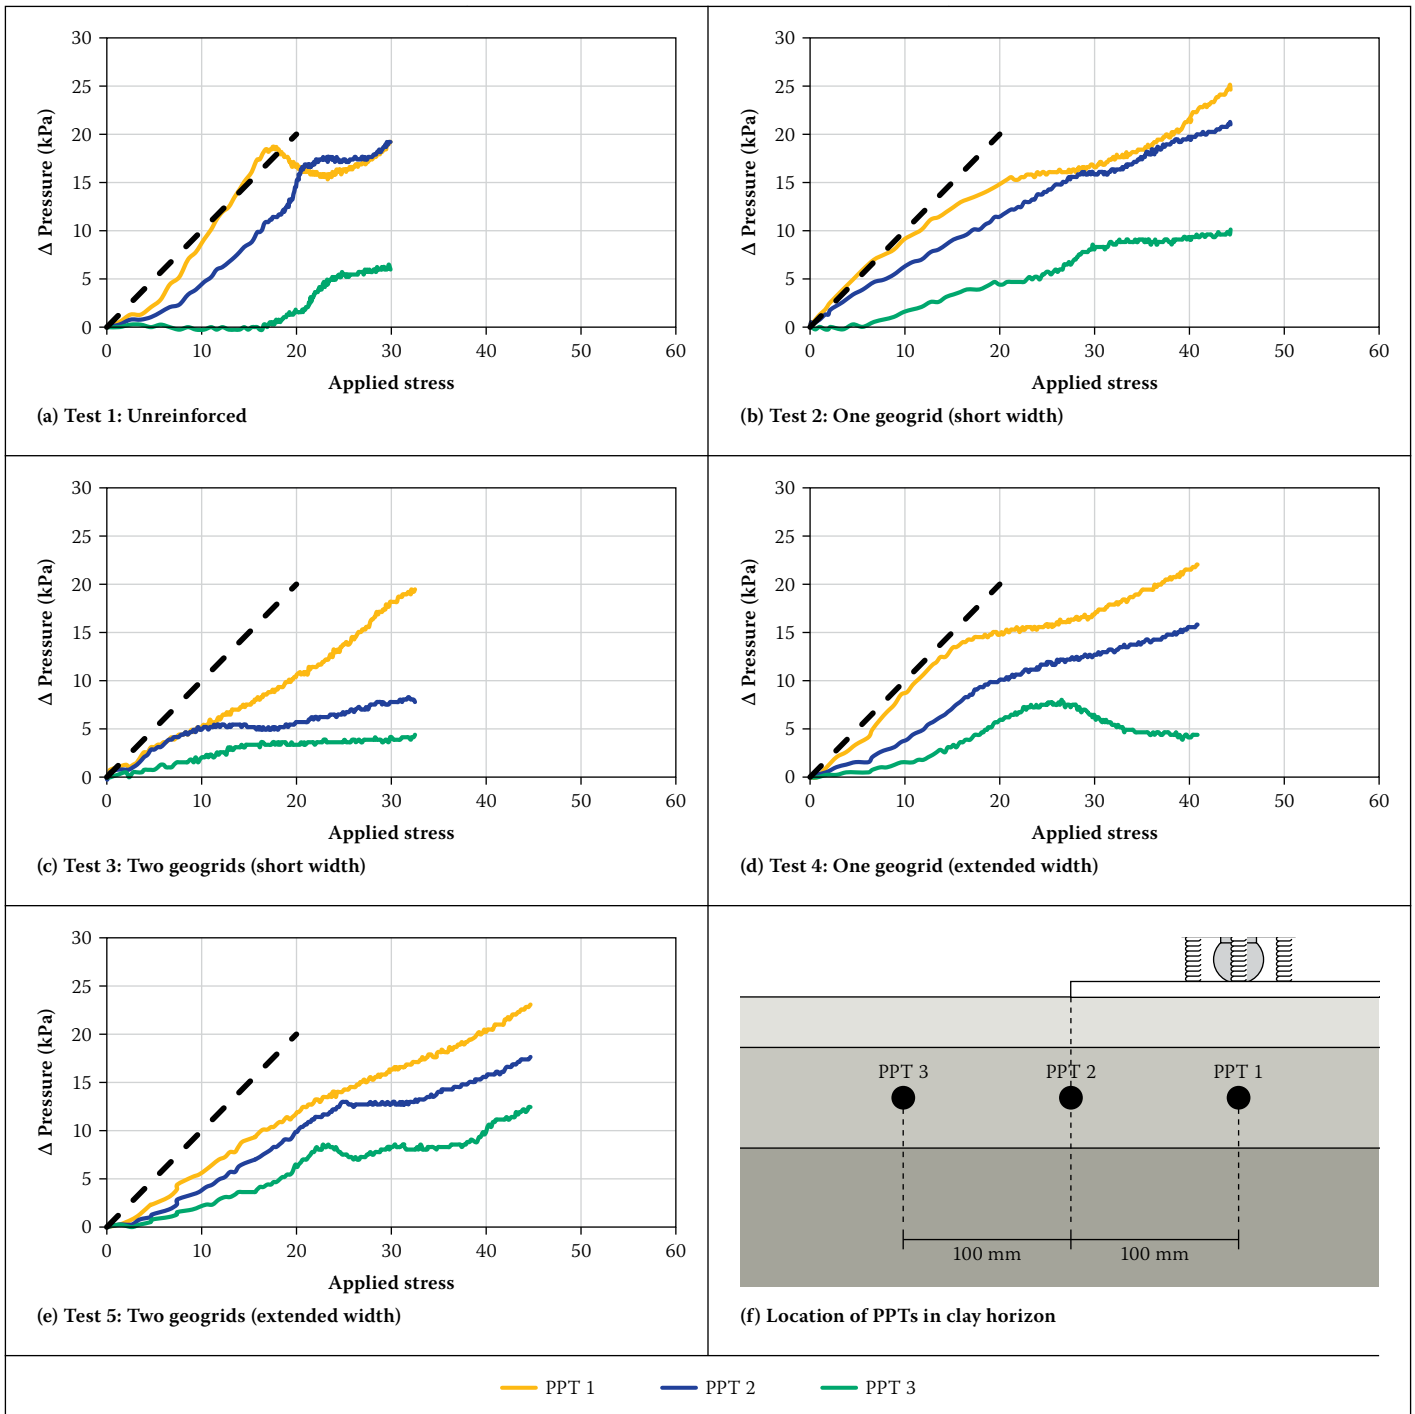 Δ Pressure (kPa)
30
25
20
15
10
5
0
0 10 20 30 40 50 60
Applied stress
(a) Test 1: Unreinforced
Δ Pressure (kPa)
30
25
20
15
10
5
0
0 10 20 30 40 50 60
Applied stress
(b) Test 2: One geogrid (short width)
Δ Pressure (kPa)
30
25
20
15
10
5
0
0 10 20 30 40 50 60
Applied stress
(c) Test 3: Two geogrids (short width)
Δ Pressure (kPa)
30
25
20
15
10
5
0
0 10 20 30 40 50 60
Applied stress
(d) Test 4: One geogrid (extended width)
Δ Pressure (kPa)
30
25
20
15
10
5
0
0 10 20 30 40 50 60
Applied stress
(e) Test 5: Two geogrids (extended width)
PPT 3 PPT 2 PPT 1
100 mm 100 mm
(f) Location of PPTs in clay horizon
PPT 1 PPT 2 PPT 3